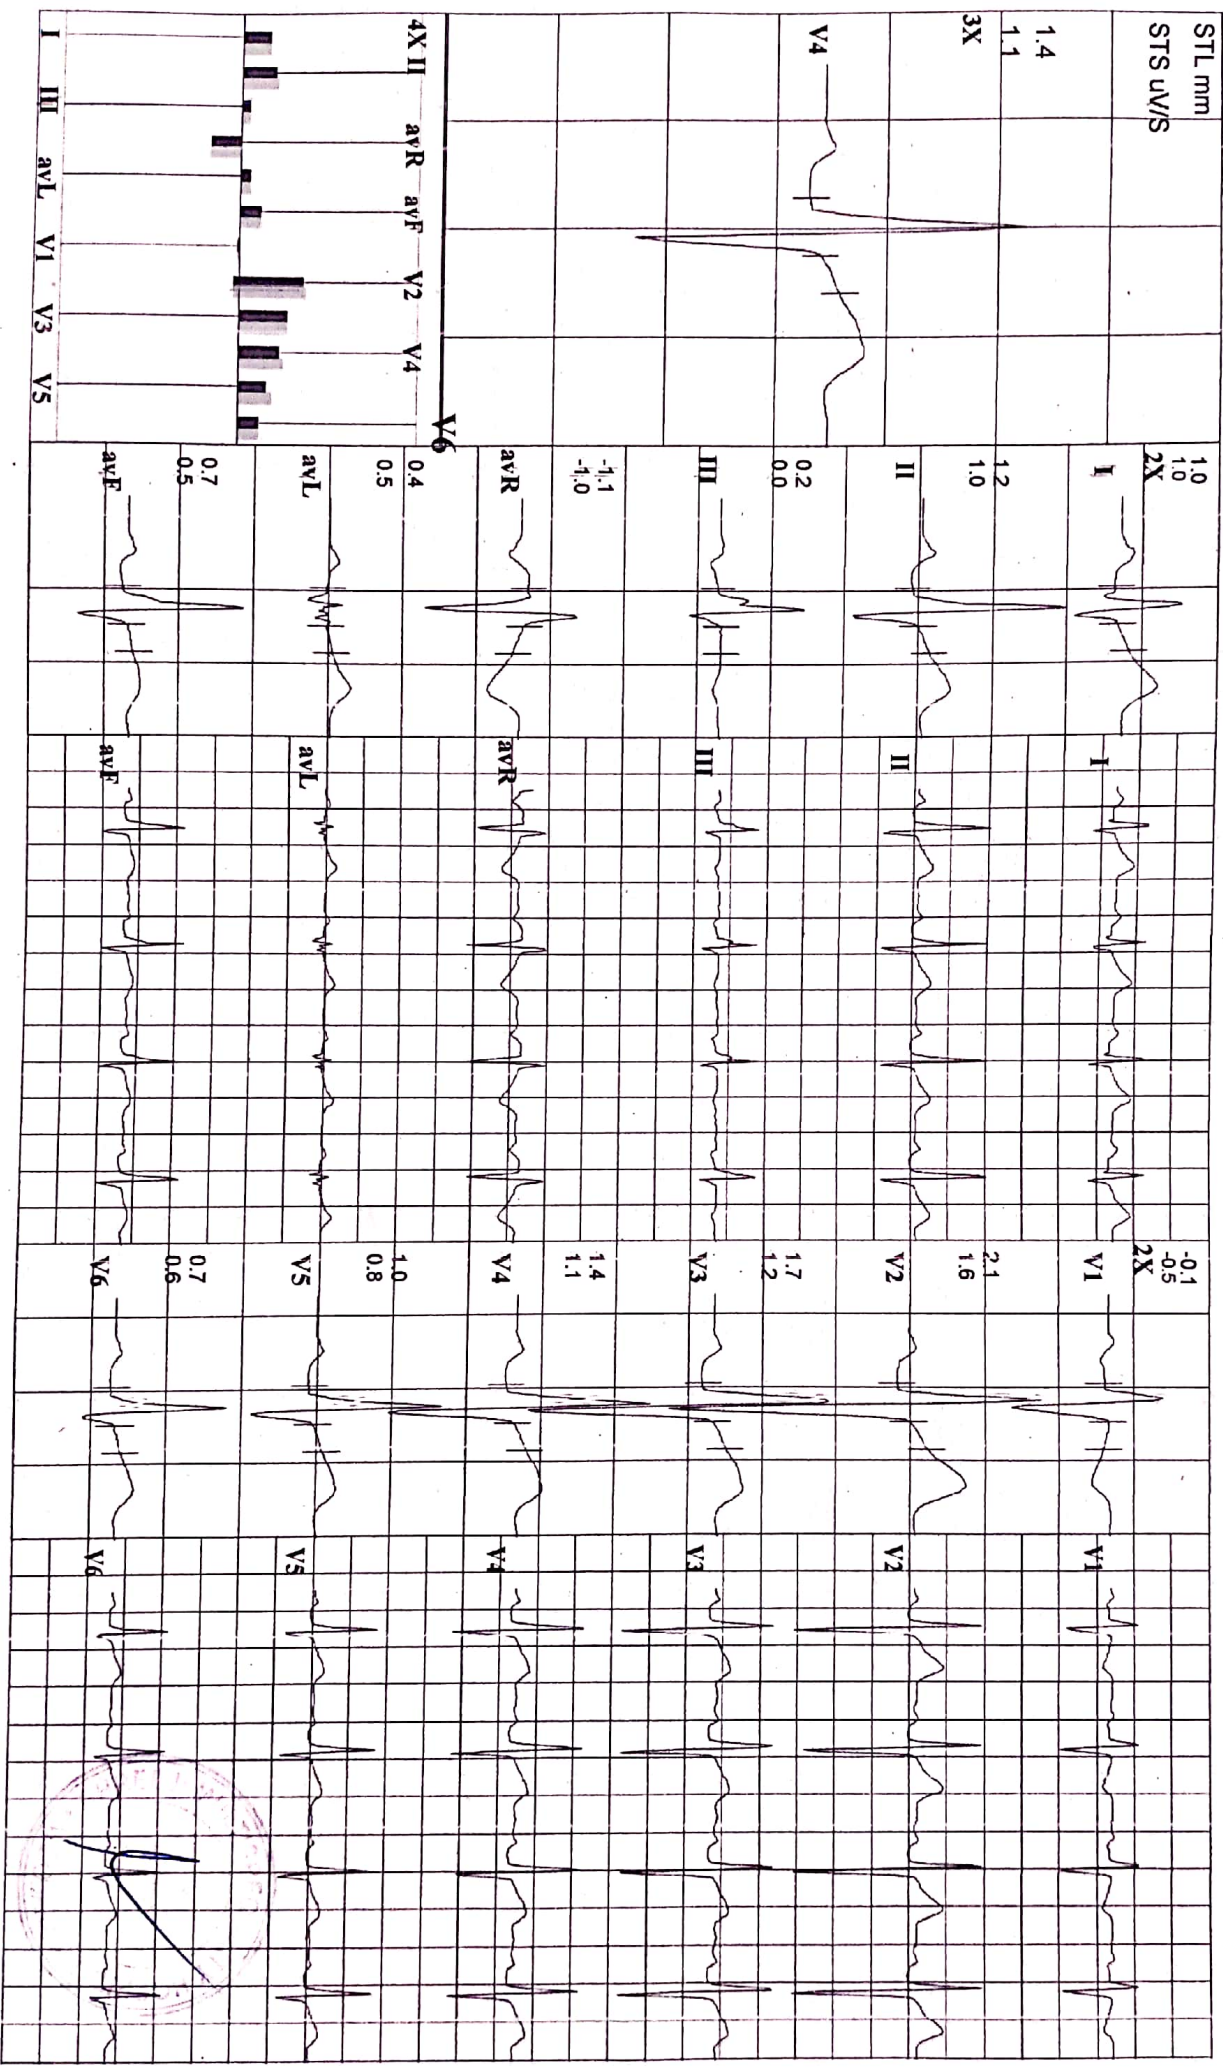 STL mm
STS uV/S
1.4
1.1
3X
V4
4X II avR avF V2 V4 V6
I III avL V1 V3 V5
1.0
1.0
2X
I
1.2
1.0
II
0.2
0.0
III
-1.1
-1.0
avR
0.4
0.5
avL
0.7
0.5
avF
I
II
III
avR
avL
avF
-0.1
-0.5
2X
V1
2.1
1.6
V2
1.7
1.2
V3
1.4
1.1
V4
1.0
0.8
V5
0.7
0.6
V6
V1
V2
V3
V4
V5
V6